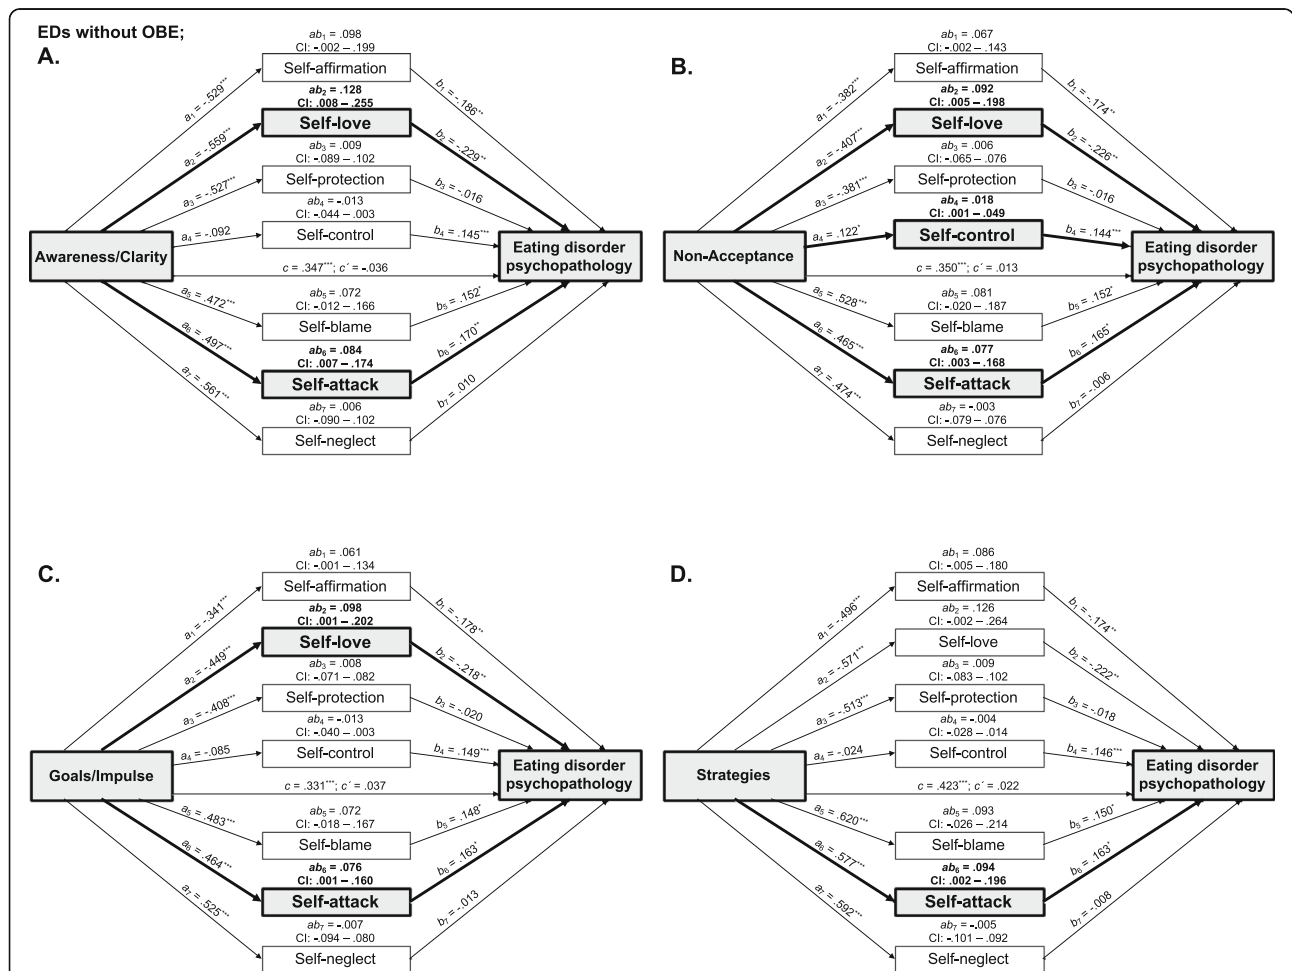 EDs without OBE;
A.
ab₁ = .098
CI: -.002 – .199
Self-affirmation
a₁ = -.529***
b₁ = -.186**
ab₂ = .128
CI: .008 – .255
Self-love
a₂ = -.559***
b₂ = -.229**
ab₃ = .009
CI: -.089 – .102
Self-protection
a₃ = -.527***
b₃ = -.016
ab₄ = -.013
CI: -.044 – .003
Self-control
a₄ = -.092
b₄ = .145***
Awareness/Clarity
Eating disorder
psychopathology
c = .347***; c´ = -.036
ab₅ = .072
CI: -.012 – .166
Self-blame
a₅ = .472***
b₅ = .152*
ab₆ = .084
CI: .007 – .174
Self-attack
a₆ = .497***
b₆ = .170**
ab₇ = .006
CI: -.090 – .102
Self-neglect
a₇ = .561***
b₇ = .010
B.
ab₁ = .067
CI: -.002 – .143
Self-affirmation
a₁ = -.382***
b₁ = -.174**
ab₂ = .092
CI: .005 – .198
Self-love
a₂ = -.407***
b₂ = -.226**
ab₃ = .006
CI: -.065 – .076
Self-protection
a₃ = -.381***
b₃ = -.016
ab₄ = .018
CI: .001 – .049
Self-control
a₄ = .122*
b₄ = .144***
Non-Acceptance
Eating disorder
psychopathology
c = .350***; c´ = .013
ab₅ = .081
CI: -.020 – .187
Self-blame
a₅ = .528***
b₅ = .152*
ab₆ = .077
CI: .003 – .168
Self-attack
a₆ = .465***
b₆ = .165*
ab₇ = -.003
CI: -.079 – .076
Self-neglect
a₇ = .474***
b₇ = -.006
C.
ab₁ = .061
CI: -.001 – .134
Self-affirmation
a₁ = -.341***
b₁ = -.178**
ab₂ = .098
CI: .001 – .202
Self-love
a₂ = -.449***
b₂ = -.218**
ab₃ = .008
CI: -.071 – .082
Self-protection
a₃ = -.408***
b₃ = -.020
ab₄ = -.013
CI: -.040 – .003
Self-control
a₄ = -.085
b₄ = .149***
Goals/Impulse
Eating disorder
psychopathology
c = .331***; c´ = .037
ab₅ = .072
CI: -.018 – .167
Self-blame
a₅ = .483***
b₅ = .148*
ab₆ = .076
CI: .001 – .160
Self-attack
a₆ = .464***
b₆ = .163*
ab₇ = -.007
CI: -.094 – .080
Self-neglect
a₇ = .525***
b₇ = -.013
D.
ab₁ = .086
CI: -.005 – .180
Self-affirmation
a₁ = -.496***
b₁ = -.174**
ab₂ = .126
CI: -.002 – .264
Self-love
a₂ = -.571***
b₂ = -.222**
ab₃ = .009
CI: -.083 – .102
Self-protection
a₃ = -.513***
b₃ = -.018
ab₄ = -.004
CI: -.028 – .014
Self-control
a₄ = -.024
b₄ = .146***
Strategies
Eating disorder
psychopathology
c = .423***; c´ = .022
ab₅ = .093
CI: -.026 – .214
Self-blame
a₅ = .620***
b₅ = .150*
ab₆ = .094
CI: .002 – .196
Self-attack
a₆ = .577***
b₆ = .163*
ab₇ = -.005
CI: -.101 – .092
Self-neglect
a₇ = .592***
b₇ = -.008